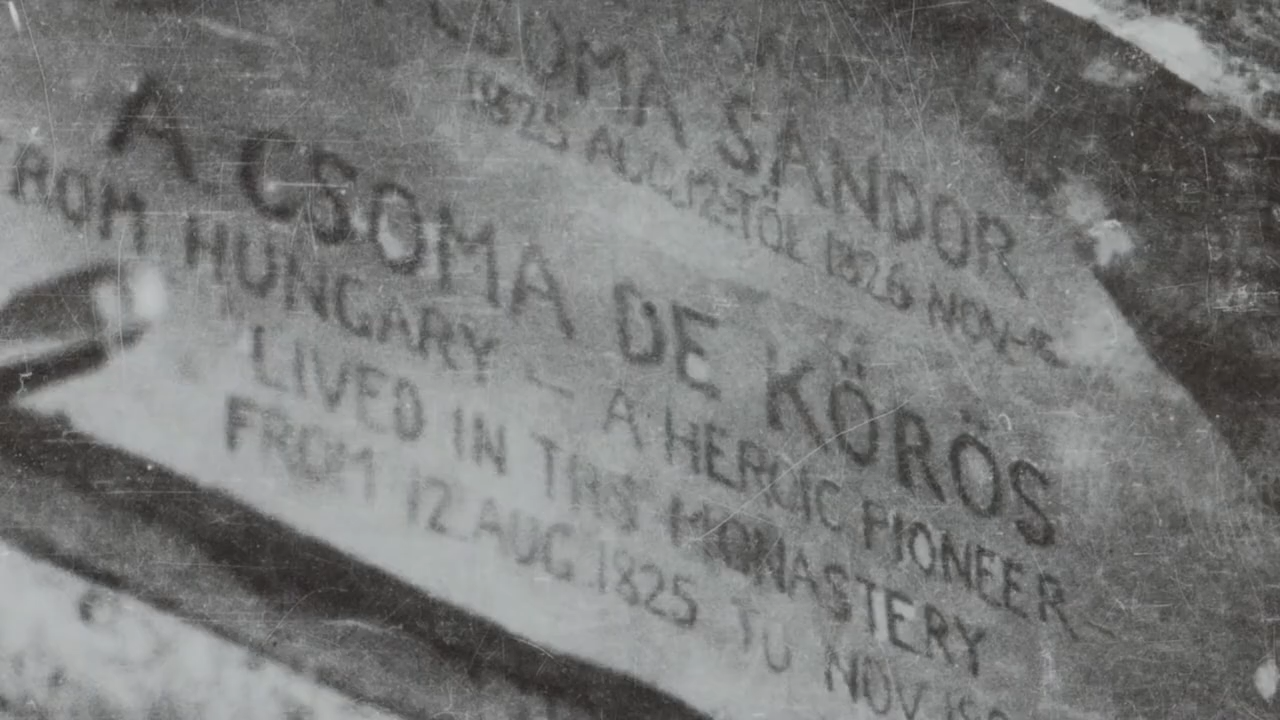 CSOMA SÁNDOR
1825 AUG. 12-TŐL 1826 NOV-
A CSOMA DE KÖRÖS
ROM HUNGARY – A HEROIC PIONEER
LIVED IN THIS MONASTERY
FROM 12 AUG. 1825 TO NOV